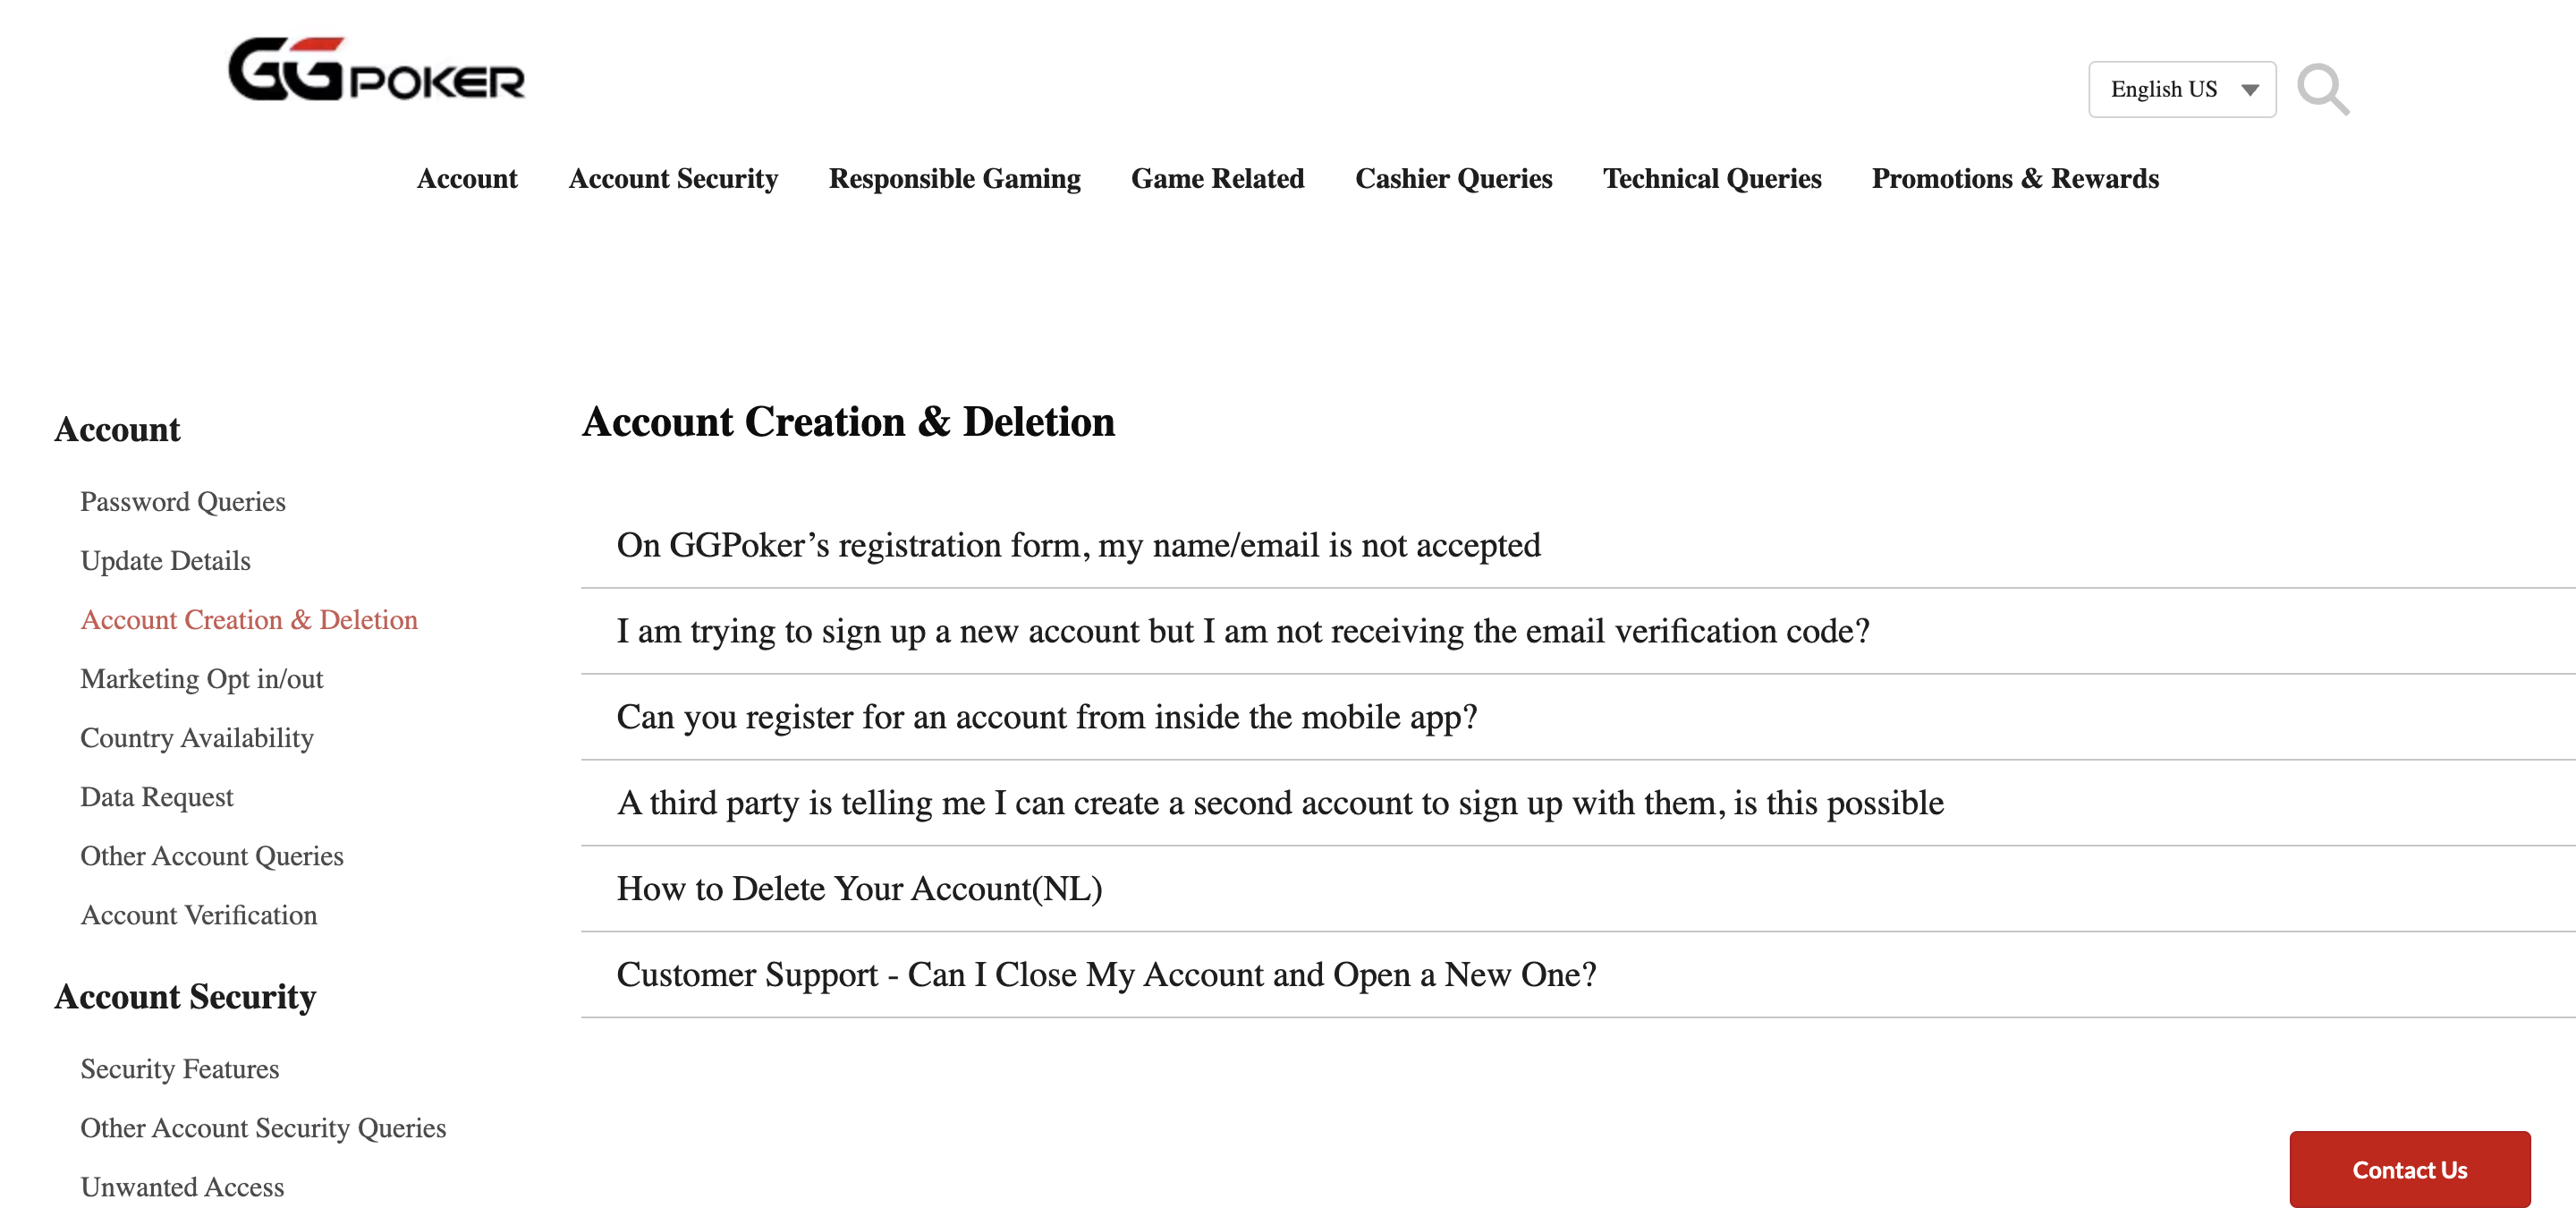 GGPOKER
English US
Account Account Security Responsible Gaming Game Related Cashier Queries Technical Queries Promotions & Rewards
Account
Password Queries
Update Details
Account Creation & Deletion
Marketing Opt in/out
Country Availability
Data Request
Other Account Queries
Account Verification
Account Security
Security Features
Other Account Security Queries
Unwanted Access
Account Creation & Deletion
On GGPoker’s registration form, my name/email is not accepted
I am trying to sign up a new account but I am not receiving the email verification code?
Can you register for an account from inside the mobile app?
A third party is telling me I can create a second account to sign up with them, is this possible
How to Delete Your Account(NL)
Customer Support - Can I Close My Account and Open a New One?
Contact Us